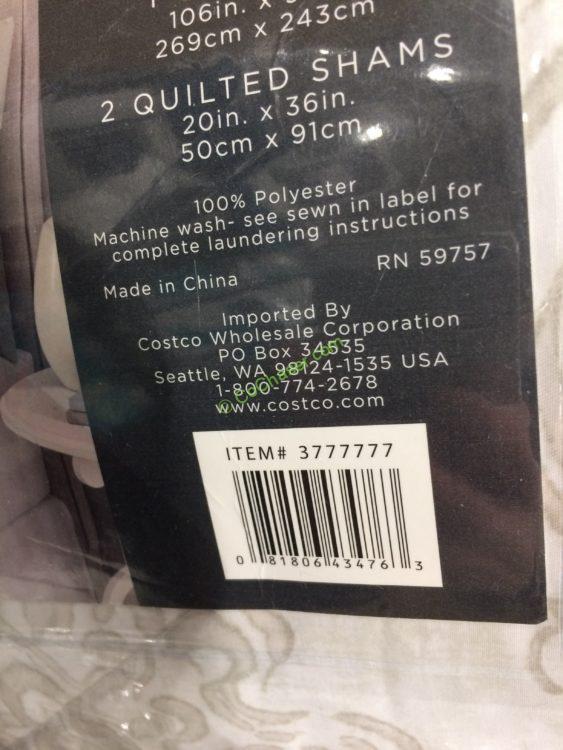 106in. x
269cm x 243cm
2 QUILTED SHAMS
20in. x 36in.
50cm x 91cm
100% Polyester
Machine wash- see sewn in label for
complete laundering instructions
RN 59757
Made in China
Imported By
Costco Wholesale Corporation
PO Box 34535
Seattle, WA 98124-1535 USA
1-800-774-2678
www.costco.com
© CoChaser.com
ITEM# 3777777
0 81806 43476 3